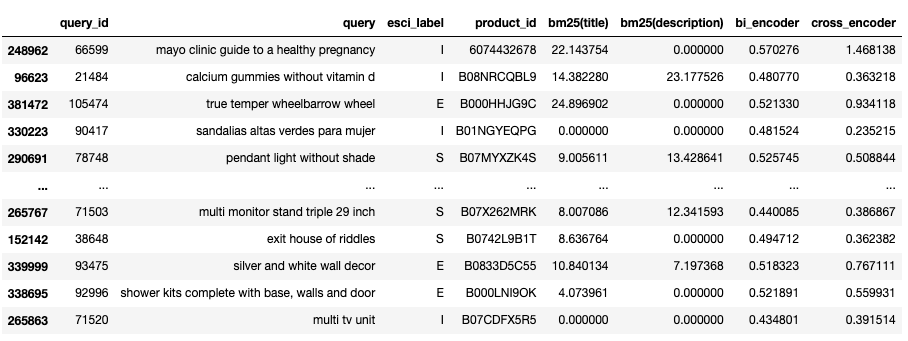 query_id query esci_label product_id bm25(title) bm25(description) bi_encoder cross_encoder
248962 66599 mayo clinic guide to a healthy pregnancy I 6074432678 22.143754 0.000000 0.570276 1.468138
96623 21484 calcium gummies without vitamin d I B08NRCQBL9 14.382280 23.177526 0.480770 0.363218
381472 105474 true temper wheelbarrow wheel E B000HHJG9C 24.896902 0.000000 0.521330 0.934118
330223 90417 sandalias altas verdes para mujer I B01NGYEQPG 0.000000 0.000000 0.481524 0.235215
290691 78748 pendant light without shade S B07MYXZK4S 9.005611 13.428641 0.525745 0.508844
... ... ... ... ... ... ... ... ...
265767 71503 multi monitor stand triple 29 inch S B07X262MRK 8.007086 12.341593 0.440085 0.386867
152142 38648 exit house of riddles S B0742L9B1T 8.636764 0.000000 0.494712 0.362382
339999 93475 silver and white wall decor E B0833D5C55 10.840134 7.197368 0.518323 0.767111
338695 92996 shower kits complete with base, walls and door E B000LNI9OK 4.073961 0.000000 0.521891 0.559931
265863 71520 multi tv unit I B07CDFX5R5 0.000000 0.000000 0.434801 0.391514